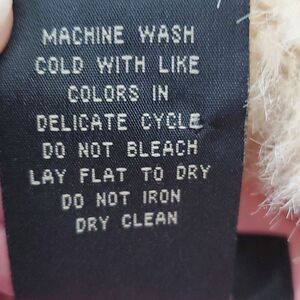 MACHINE WASH
COLD WITH LIKE
COLORS IN
DELICATE CYCLE
DO NOT BLEACH
LAY FLAT TO DRY
DO NOT IRON
DRY CLEAN